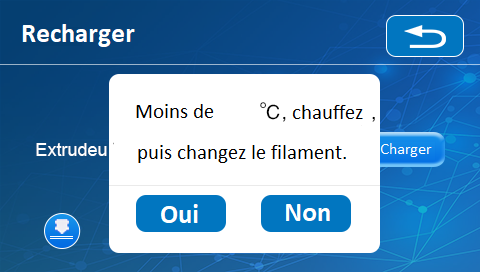 Recharger
Moins de °C, chauffez ,
Extrudeu
puis changez le filament.
Charger
Oui
Non